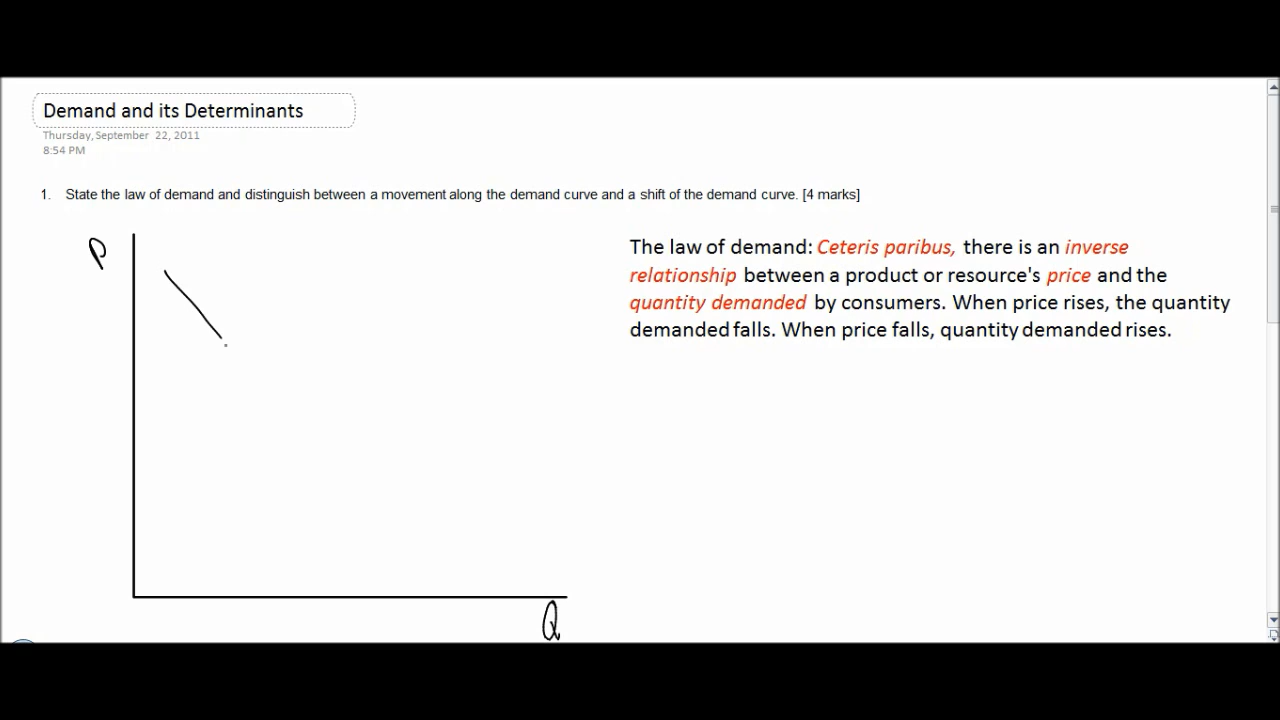 Demand and its Determinants
Thursday, September 22, 2011
8:54 PM
1. State the law of demand and distinguish between a movement along the demand curve and a shift of the demand curve. [4 marks]
P
The law of demand: Ceteris paribus, there is an inverse
relationship between a product or resource's price and the
quantity demanded by consumers. When price rises, the quantity
demanded falls. When price falls, quantity demanded rises.
Q